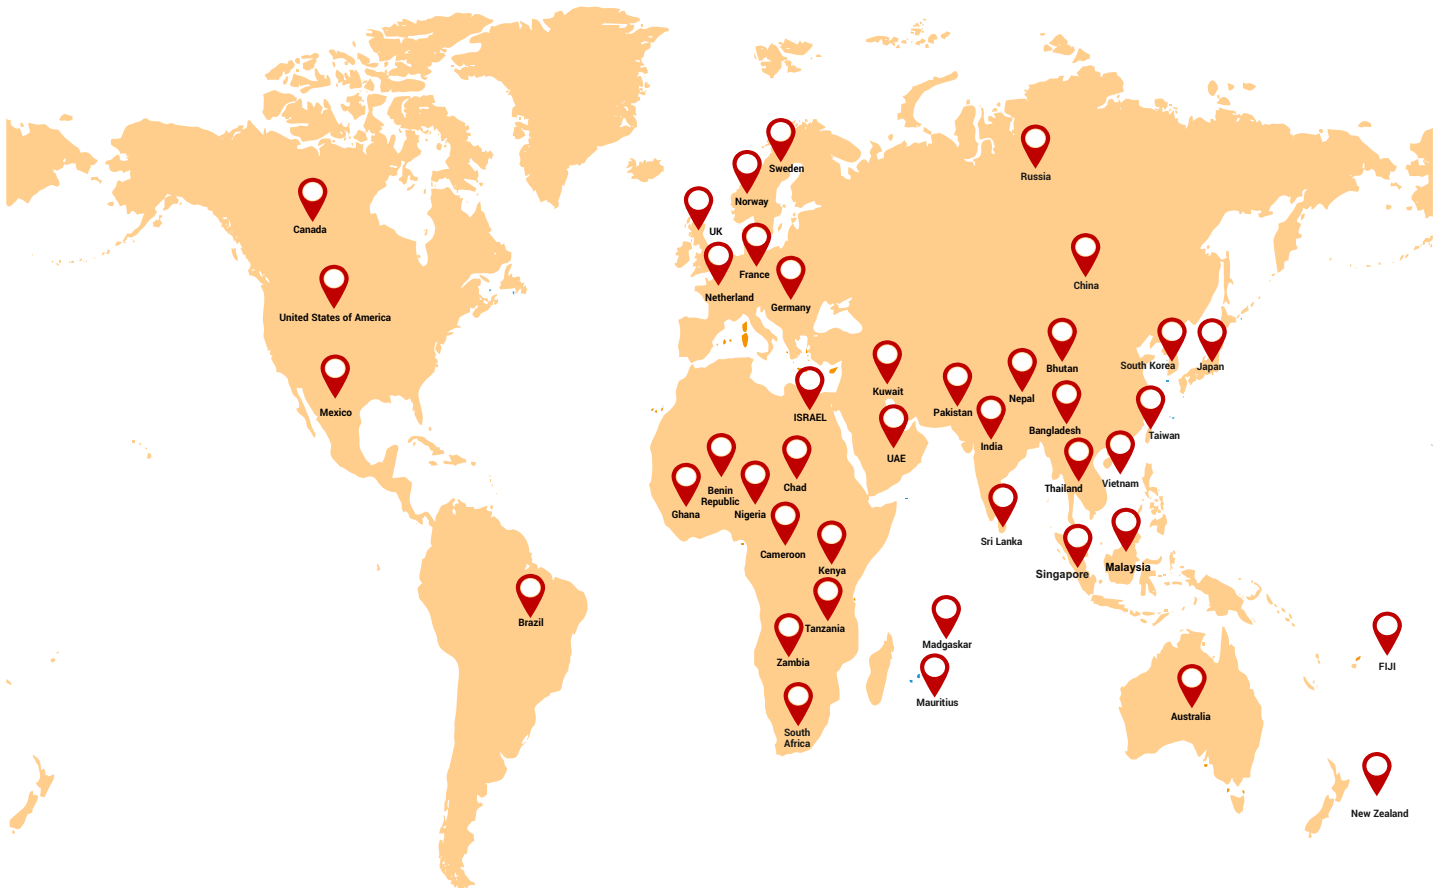 Sweden
Russia
Norway
Canada
UK
France
China
Netherland
Germany
United States of America
South Korea
Japan
Bhutan
Kuwait
Nepal
Mexico
Pakistan
ISRAEL
Bangladesh
Taiwan
India
UAE
Vietnam
Chad
Thailand
Benin
Republic
Ghana
Nigeria
Sri Lanka
Cameroon
Malaysia
Kenya
Singapore
Brazil
Tanzania
Madgaskar
Zambia
FIJI
Mauritius
Australia
South
Africa
New Zealand